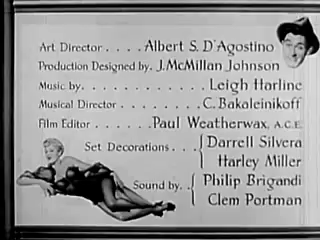 Art Director . . . . Albert S. D'Agostino
Production Designed by. J. McMillan Johnson
Music by. . . . . . . . . . . Leigh Harline
Musical Director . . . . . . . C. Bakaleinikoff
Film Editor . . . . . . Paul Weatherwax, A.C.E.
Set Decorations. . . { Darrell Silvera
Harley Miller
Sound by. . { Philip Brigandi
Clem Portman